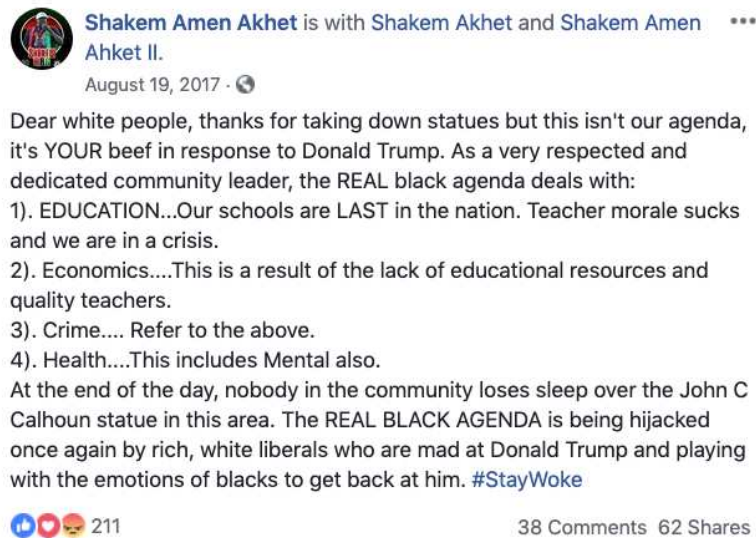 Shakem Amen Akhet is with Shakem Akhet and Shakem Amen
Ahket II.
August 19, 2017 ·
Dear white people, thanks for taking down statues but this isn't our agenda,
it's YOUR beef in response to Donald Trump. As a very respected and
dedicated community leader, the REAL black agenda deals with:
1). EDUCATION...Our schools are LAST in the nation. Teacher morale sucks
and we are in a crisis.
2). Economics....This is a result of the lack of educational resources and
quality teachers.
3). Crime.... Refer to the above.
4). Health....This includes Mental also.
At the end of the day, nobody in the community loses sleep over the John C
Calhoun statue in this area. The REAL BLACK AGENDA is being hijacked
once again by rich, white liberals who are mad at Donald Trump and playing
with the emotions of blacks to get back at him. #StayWoke
211
38 Comments 62 Shares